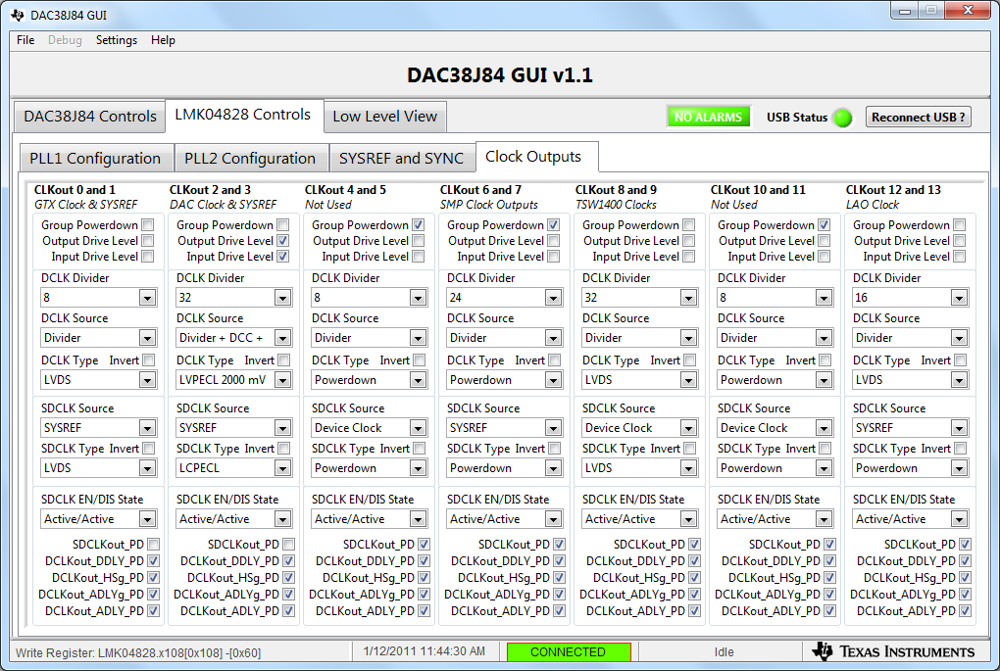 DAC38J84 GUI
File Debug Settings Help
DAC38J84 GUI v1.1
DAC38J84 Controls LMK04828 Controls Low Level View NO ALARMS USB Status Reconnect USB ?
PLL1 Configuration PLL2 Configuration SYSREF and SYNC Clock Outputs
CLKout 0 and 1 CLKout 2 and 3 CLKout 4 and 5 CLKout 6 and 7 CLKout 8 and 9 CLKout 10 and 11 CLKout 12 and 13
GTX Clock & SYSREF DAC Clock & SYSREF Not Used SMP Clock Outputs TSW1400 Clocks Not Used LAO Clock
Group Powerdown Group Powerdown Group Powerdown Group Powerdown Group Powerdown Group Powerdown Group Powerdown
Output Drive Level Output Drive Level Output Drive Level Output Drive Level Output Drive Level Output Drive Level Output Drive Level
Input Drive Level Input Drive Level Input Drive Level Input Drive Level Input Drive Level Input Drive Level Input Drive Level
DCLK Divider DCLK Divider DCLK Divider DCLK Divider DCLK Divider DCLK Divider DCLK Divider
8 32 8 24 32 8 16
DCLK Source DCLK Source DCLK Source DCLK Source DCLK Source DCLK Source DCLK Source
Divider Divider + DCC + Divider Divider Divider Divider Divider
DCLK Type Invert DCLK Type Invert DCLK Type Invert DCLK Type Invert DCLK Type Invert DCLK Type Invert DCLK Type Invert
LVDS LVPECL 2000 mV Powerdown Powerdown LVDS Powerdown LVDS
SDCLK Source SDCLK Source SDCLK Source SDCLK Source SDCLK Source SDCLK Source SDCLK Source
SYSREF SYSREF Device Clock SYSREF Device Clock Device Clock SYSREF
SDCLK Type Invert SDCLK Type Invert SDCLK Type Invert SDCLK Type Invert SDCLK Type Invert SDCLK Type Invert SDCLK Type Invert
LVDS LCPECL Powerdown Powerdown LVDS Powerdown Powerdown
SDCLK EN/DIS State SDCLK EN/DIS State SDCLK EN/DIS State SDCLK EN/DIS State SDCLK EN/DIS State SDCLK EN/DIS State SDCLK EN/DIS State
Active/Active Active/Active Active/Active Active/Active Active/Active Active/Active Active/Active
SDCLKout_PD SDCLKout_PD SDCLKout_PD SDCLKout_PD SDCLKout_PD SDCLKout_PD SDCLKout_PD
DCLKout_DDLY_PD DCLKout_DDLY_PD DCLKout_DDLY_PD DCLKout_DDLY_PD DCLKout_DDLY_PD DCLKout_DDLY_PD DCLKout_DDLY_PD
DCLKout_HSg_PD DCLKout_HSg_PD DCLKout_HSg_PD DCLKout_HSg_PD DCLKout_HSg_PD DCLKout_HSg_PD DCLKout_HSg_PD
DCLKout_ADLYg_PD DCLKout_ADLYg_PD DCLKout_ADLYg_PD DCLKout_ADLYg_PD DCLKout_ADLYg_PD DCLKout_ADLYg_PD DCLKout_ADLYg_PD
DCLKout_ADLY_PD DCLKout_ADLY_PD DCLKout_ADLY_PD DCLKout_ADLY_PD DCLKout_ADLY_PD DCLKout_ADLY_PD DCLKout_ADLY_PD
Write Register: LMK04828.x108[0x108] -[0x60] 1/12/2011 11:44:30 AM CONNECTED Idle TEXAS INSTRUMENTS